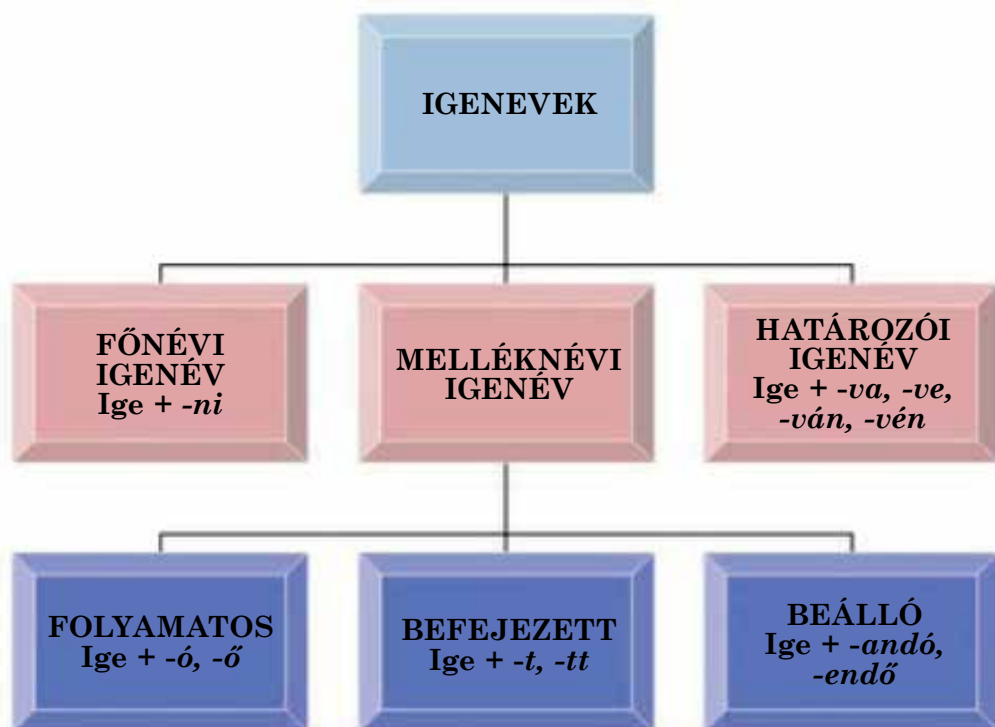 IGENEVEK
FŐNÉVI
IGENÉV
Ige + -ni
MELLÉKNÉVI
IGENÉV
HATÁROZÓI
IGENÉV
Ige + -va, -ve,
-ván, -vén
FOLYAMATOS
Ige + -ó, -ő
BEFEJEZETT
Ige + -t, -tt
BEÁLLÓ
Ige + -andó,
-endő